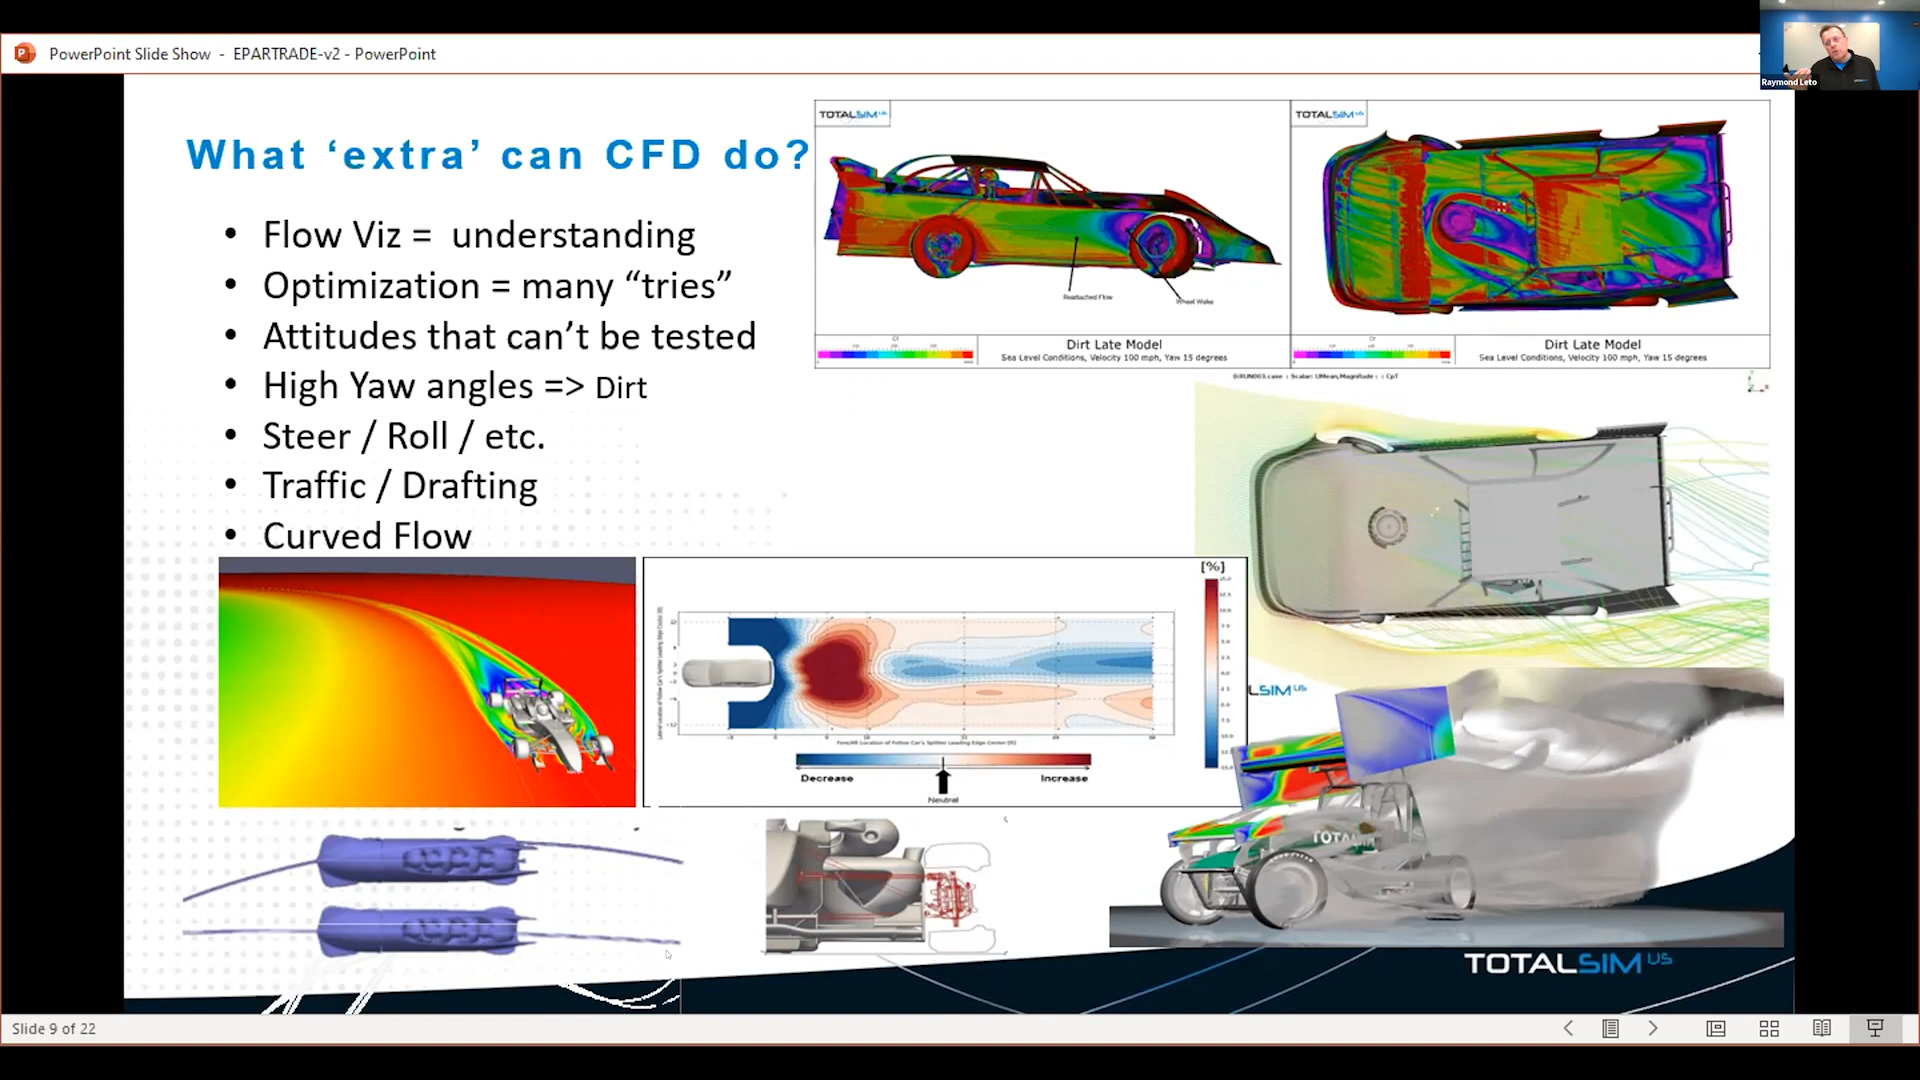 PowerPoint Slide Show - EPARTRADE-v2 - PowerPoint
Raymond Leto
What ‘extra’ can CFD do?
• Flow Viz = understanding
• Optimization = many “tries”
• Attitudes that can’t be tested
• High Yaw angles => Dirt
• Steer / Roll / etc.
• Traffic / Drafting
• Curved Flow
TOTALSIM US
Reattached Flow
Wheel Wake
Dirt Late Model
Sea Level Conditions, Velocity 100 mph, Yaw 15 degrees
TOTALSIM US
Dirt Late Model
Sea Level Conditions, Velocity 100 mph, Yaw 15 degrees
[%]
Decrease
Increase
Neutral
LSIM US
TOTALSIM US
Slide 9 of 22